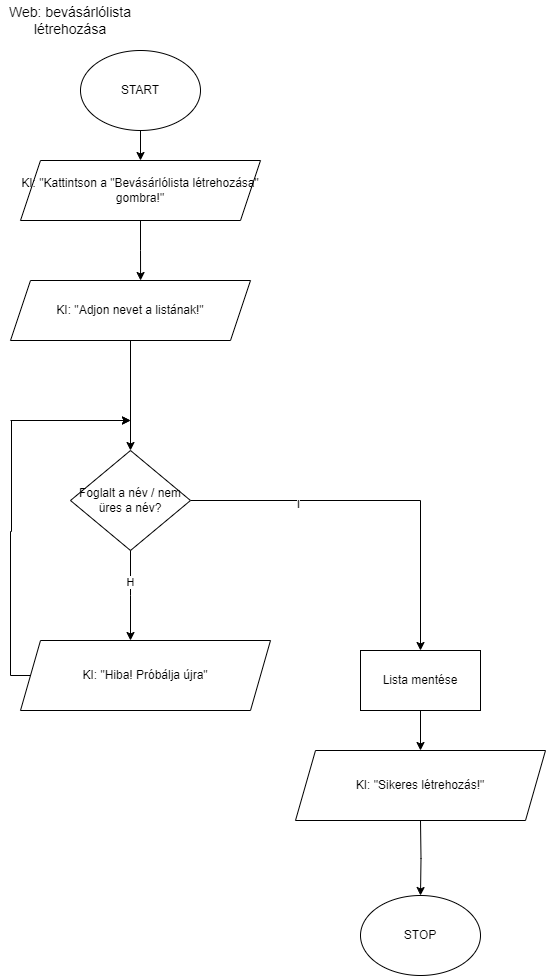 Web: bevásárlólista
létrehozása
START
KI: "Kattintson a "Bevásárlólista létrehozása"
gombra!"
KI: "Adjon nevet a listának!"
Foglalt a név / nem
üres a név?
I
H
KI: "Hiba! Próbálja újra"
Lista mentése
KI: "Sikeres létrehozás!"
STOP